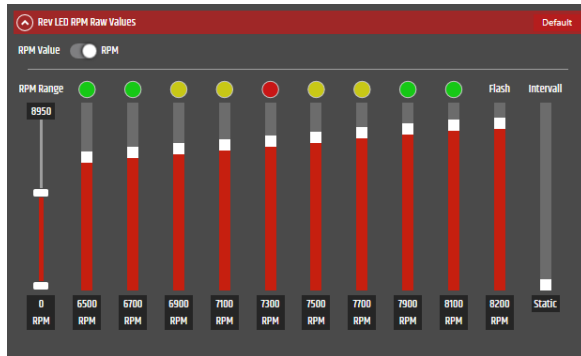 Rev LED RPM Raw Values Default
RPM Value RPM
RPM Range Flash Intervall
8950
0 6500 6700 6900 7100 7300 7500 7700 7900 8100 8200 Static
RPM RPM RPM RPM RPM RPM RPM RPM RPM RPM RPM